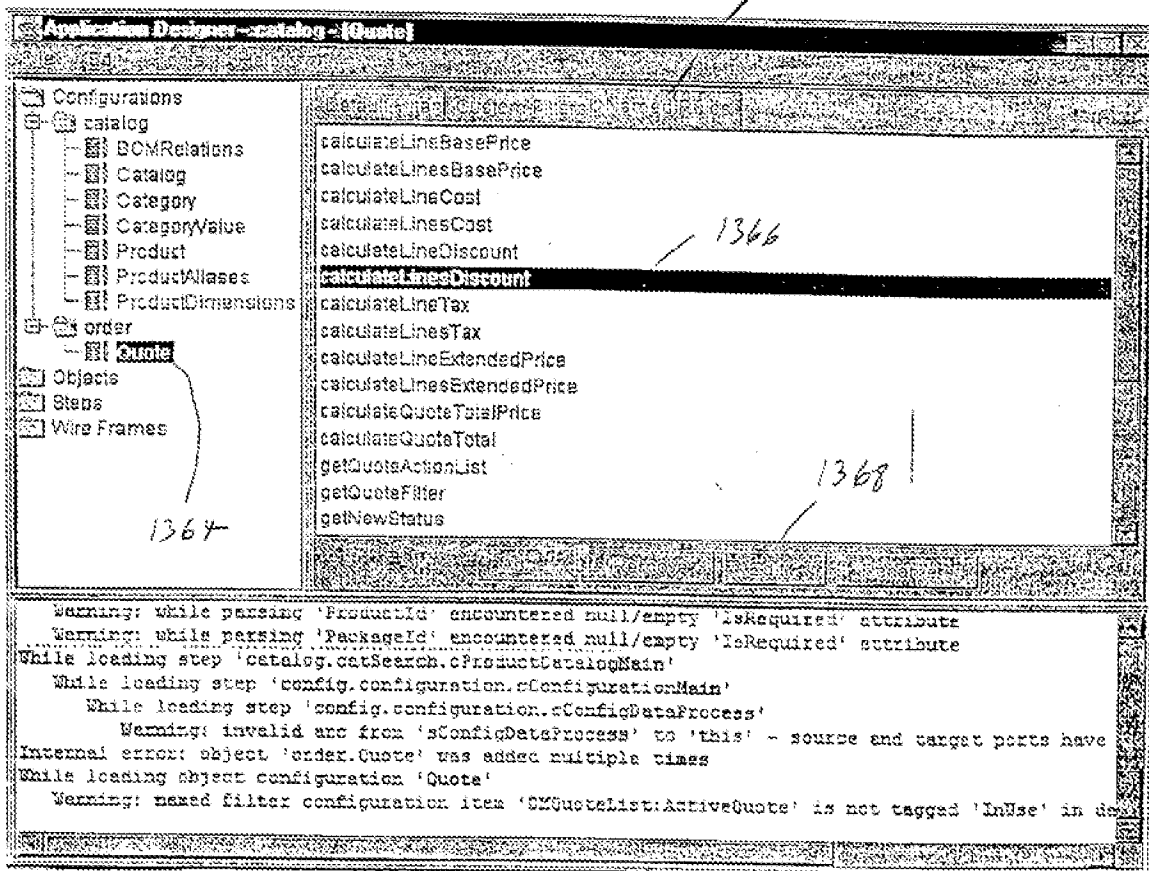 Application Designer - catalog - [Quote]
Configurations
catalog
BOMRelations
Catalog
Category
CategoryValue
Product
ProductAliases
ProductDimensions
order
Quote
Objects
Steps
Wire Frames
1364
calculateLineBasePrice
calculateLinesBasePrice
calculateLineCost
calculateLinesCost
calculateLineDiscount
calculateLinesDiscount
calculateLineTax
calculateLinesTax
calculateLineExtendedPrice
calculateLinesExtendedPrice
calculateQuoteTotalPrice
calculateQuoteTotal
getQuoteActionList
getQuoteFilter
getNewStatus
1366
1368
Warning: while parsing 'ProductId' encountered null/empty 'IsRequired' attribute
Warning: while parsing 'PackageId' encountered null/empty 'IsRequired' attribute
While loading step 'catalog.catSearch.cProductCatalogMain'
While loading step 'config.configuration.cConfigurationMain'
While loading step 'config.configuration.cConfigDataProcess'
Warning: invalid arc from 'sConfigDataProcess' to 'this' - source and target ports have
Internal error: object 'order.Quote' was added multiple times
While loading object configuration 'Quote'
Warning: named filter configuration item 'SMQuoteList:ActiveQuote' is not tagged 'InUse' in de